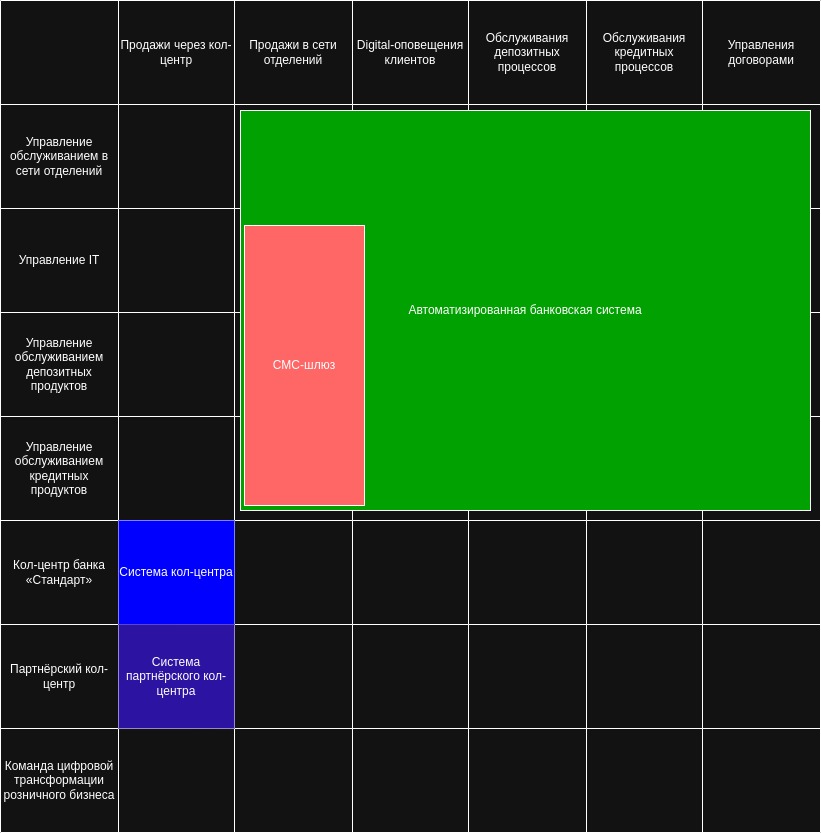 Продажи через кол-
центр
Продажи в сети
отделений
Digital-оповещения
клиентов
Обслуживания
депозитных
процессов
Обслуживания
кредитных
процессов
Управления
договорами
Управление
обслуживанием в
сети отделений
Управление IT
Автоматизированная банковская система
Управление
обслуживанием
депозитных
продуктов
СМС-шлюз
Управление
обслуживанием
кредитных
продуктов
Кол-центр банка
«Стандарт»
Система кол-центра
Партнёрский кол-
центр
Система
партнёрского кол-
центра
Команда цифровой
трансформации
розничного бизнеса